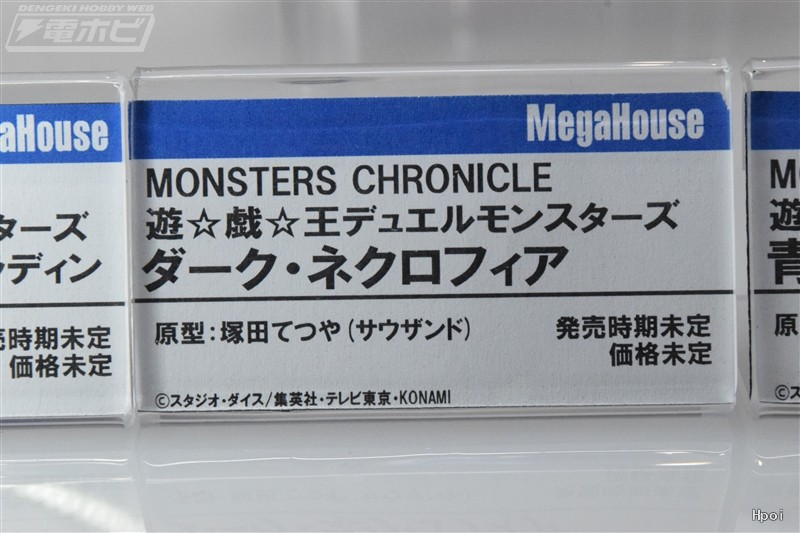 DENGEKI HOBBY WEB
電ホビ
MegaHouse
MONSTERS CHRONICLE
遊☆戯☆王デュエルモンスターズ
ダーク・ネクロフィア
原型:塚田てつや(サウザンド)
発売時期未定
価格未定
©スタジオ・ダイス/集英社・テレビ東京・KONAMI
aHouse
ターズ
ディン
発売時期未定
価格未定
M
遊
青
原
Hpoi